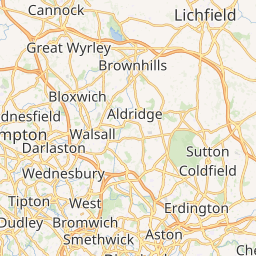 Cannock
Lichfield
Great Wyrley
Brownhills
Bloxwich
Aldridge
dnesfield
mpton
Walsall
Darlaston
Sutton
Coldfield
Wednesbury
Tipton
West
Bromwich
Erdington
Dudley
Smethwick
Aston